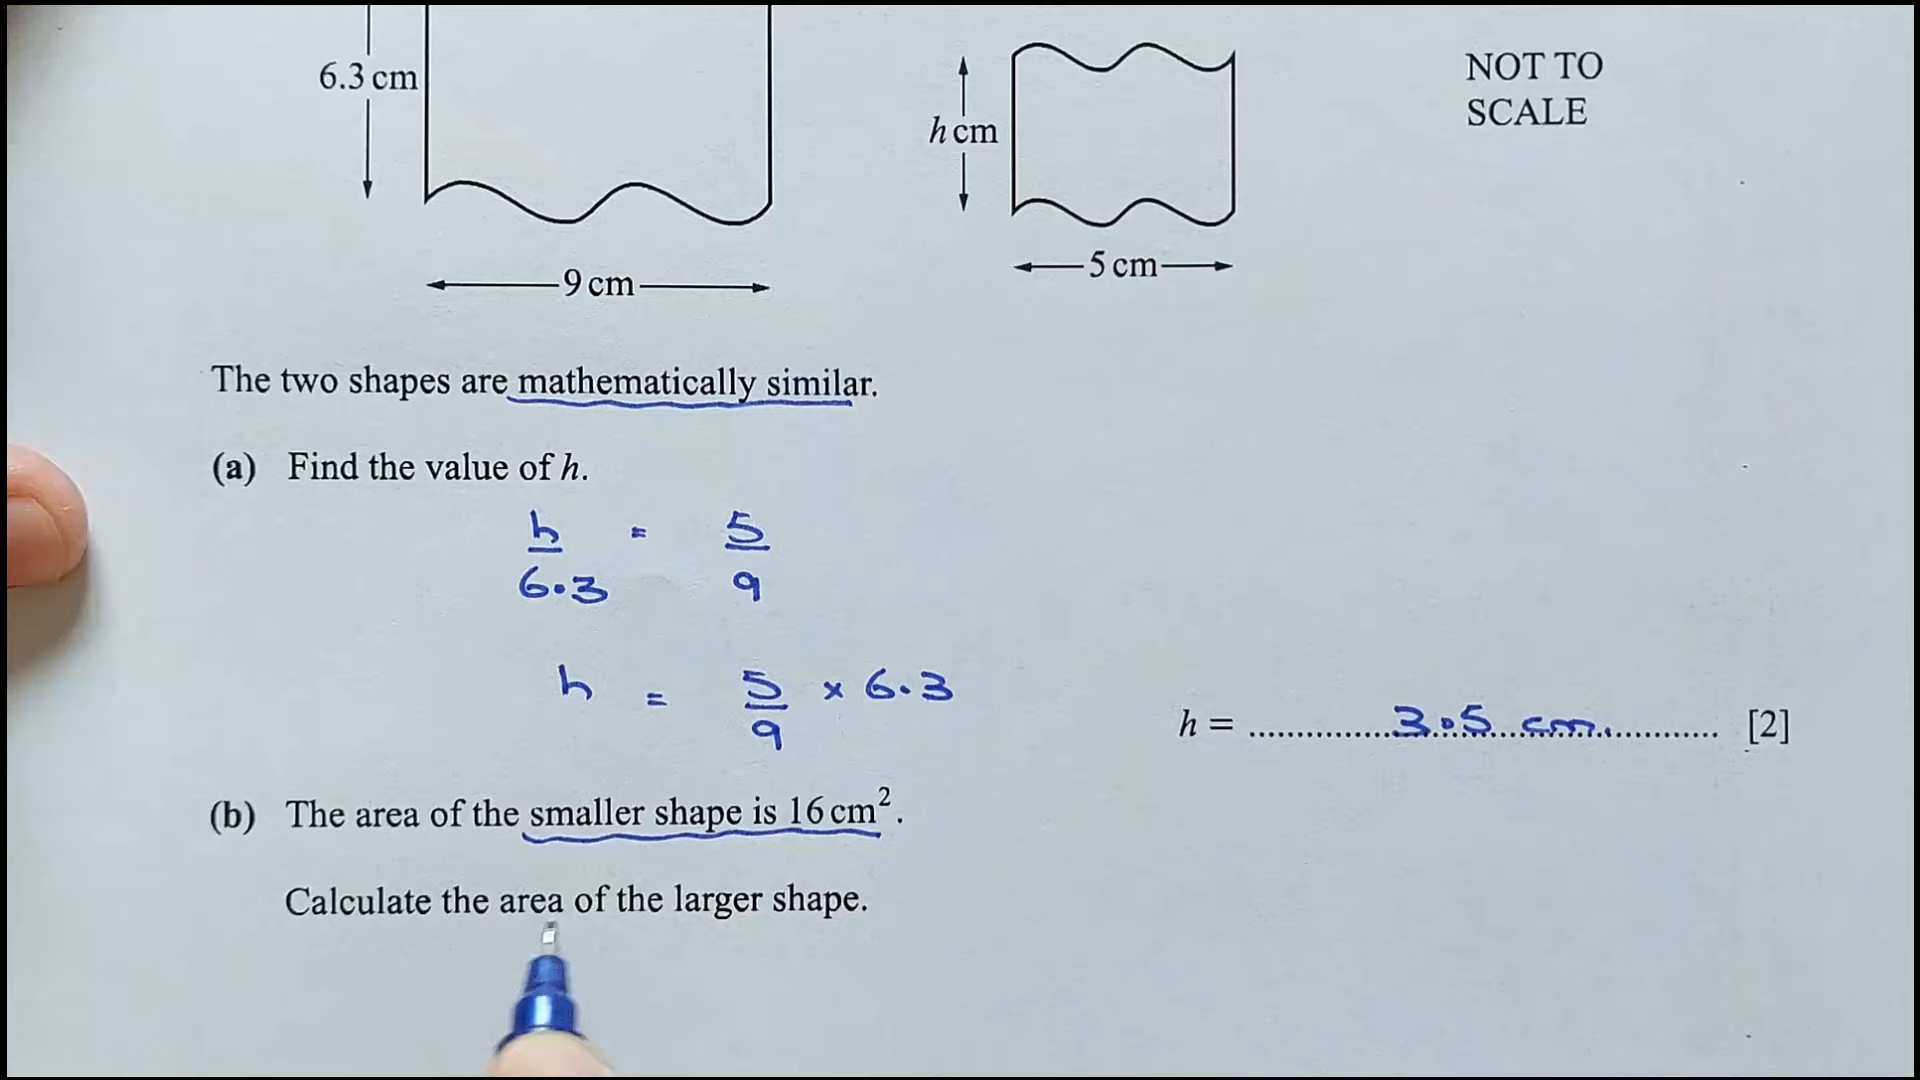 6.3 cm
h cm
NOT TO
SCALE
9 cm
5 cm
The two shapes are mathematically similar.
(a) Find the value of h.
h/6.3 = 5/9
h = 5/9 × 6.3
h = ................3.5 cm................ [2]
(b) The area of the smaller shape is 16 cm².
Calculate the area of the larger shape.